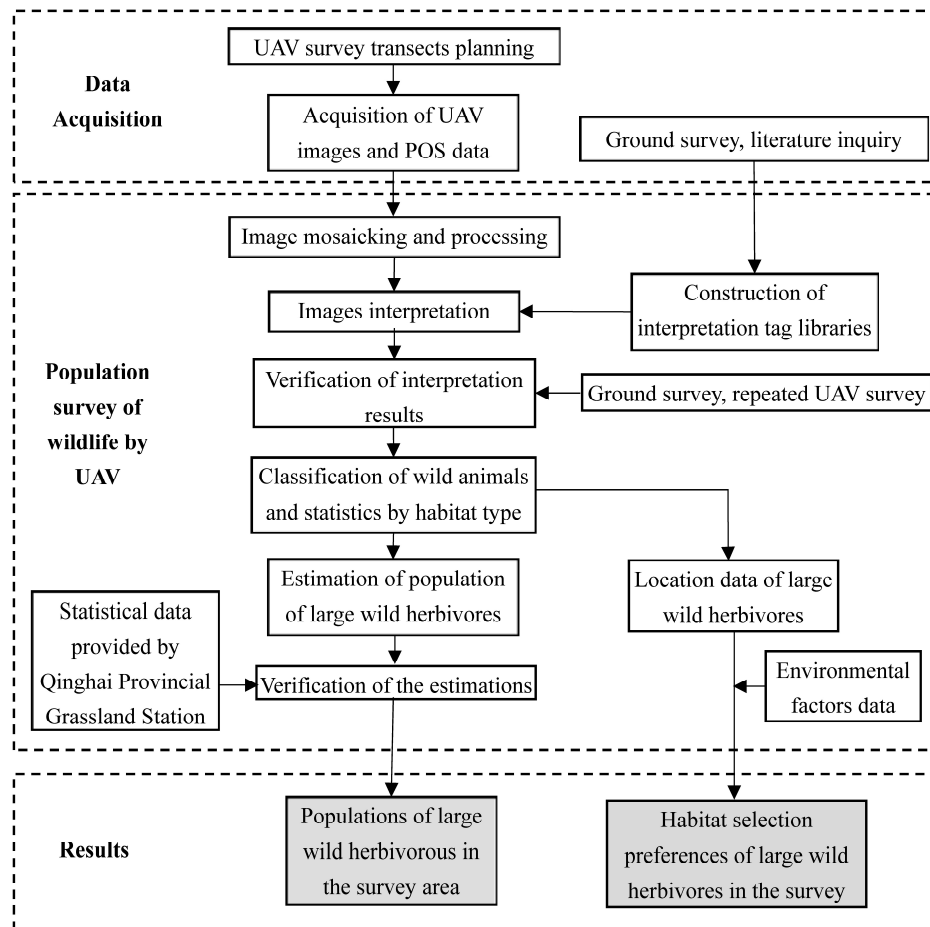 UAV survey transects planning
Data
Acquisition
Acquisition of UAV
images and POS data
Ground survey, literature inquiry
Image mosaicking and processing
Images interpretation
Construction of
interpretation tag libraries
Population
survey of
wildlife by
UAV
Verification of interpretation
results
Ground survey, repeated UAV survey
Classification of wild animals
and statistics by habitat type
Estimation of population
of large wild herbivores
Location data of large
wild herbivores
Statistical data
provided by
Qinghai Provincial
Grassland Station
Verification of the estimations
Environmental
factors data
Results
Populations of large
wild herbivorous in
the survey area
Habitat selection
preferences of large wild
herbivores in the survey